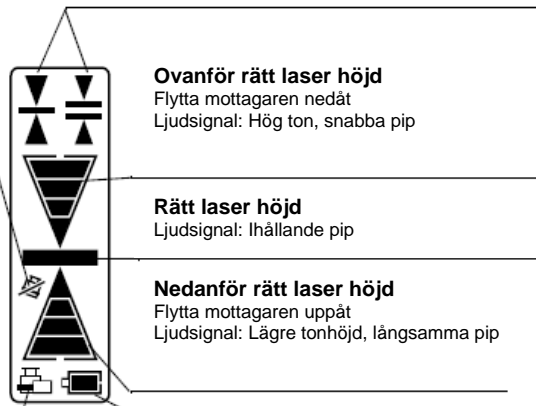 Ovanför rätt laser höjd
Flytta mottagaren nedåt
Ljudsignal: Hög ton, snabba pip
Rätt laser höjd
Ljudsignal: Ihållande pip
Nedanför rätt laser höjd
Flytta mottagaren uppåt
Ljudsignal: Lägre tonhöjd, långsamma pip